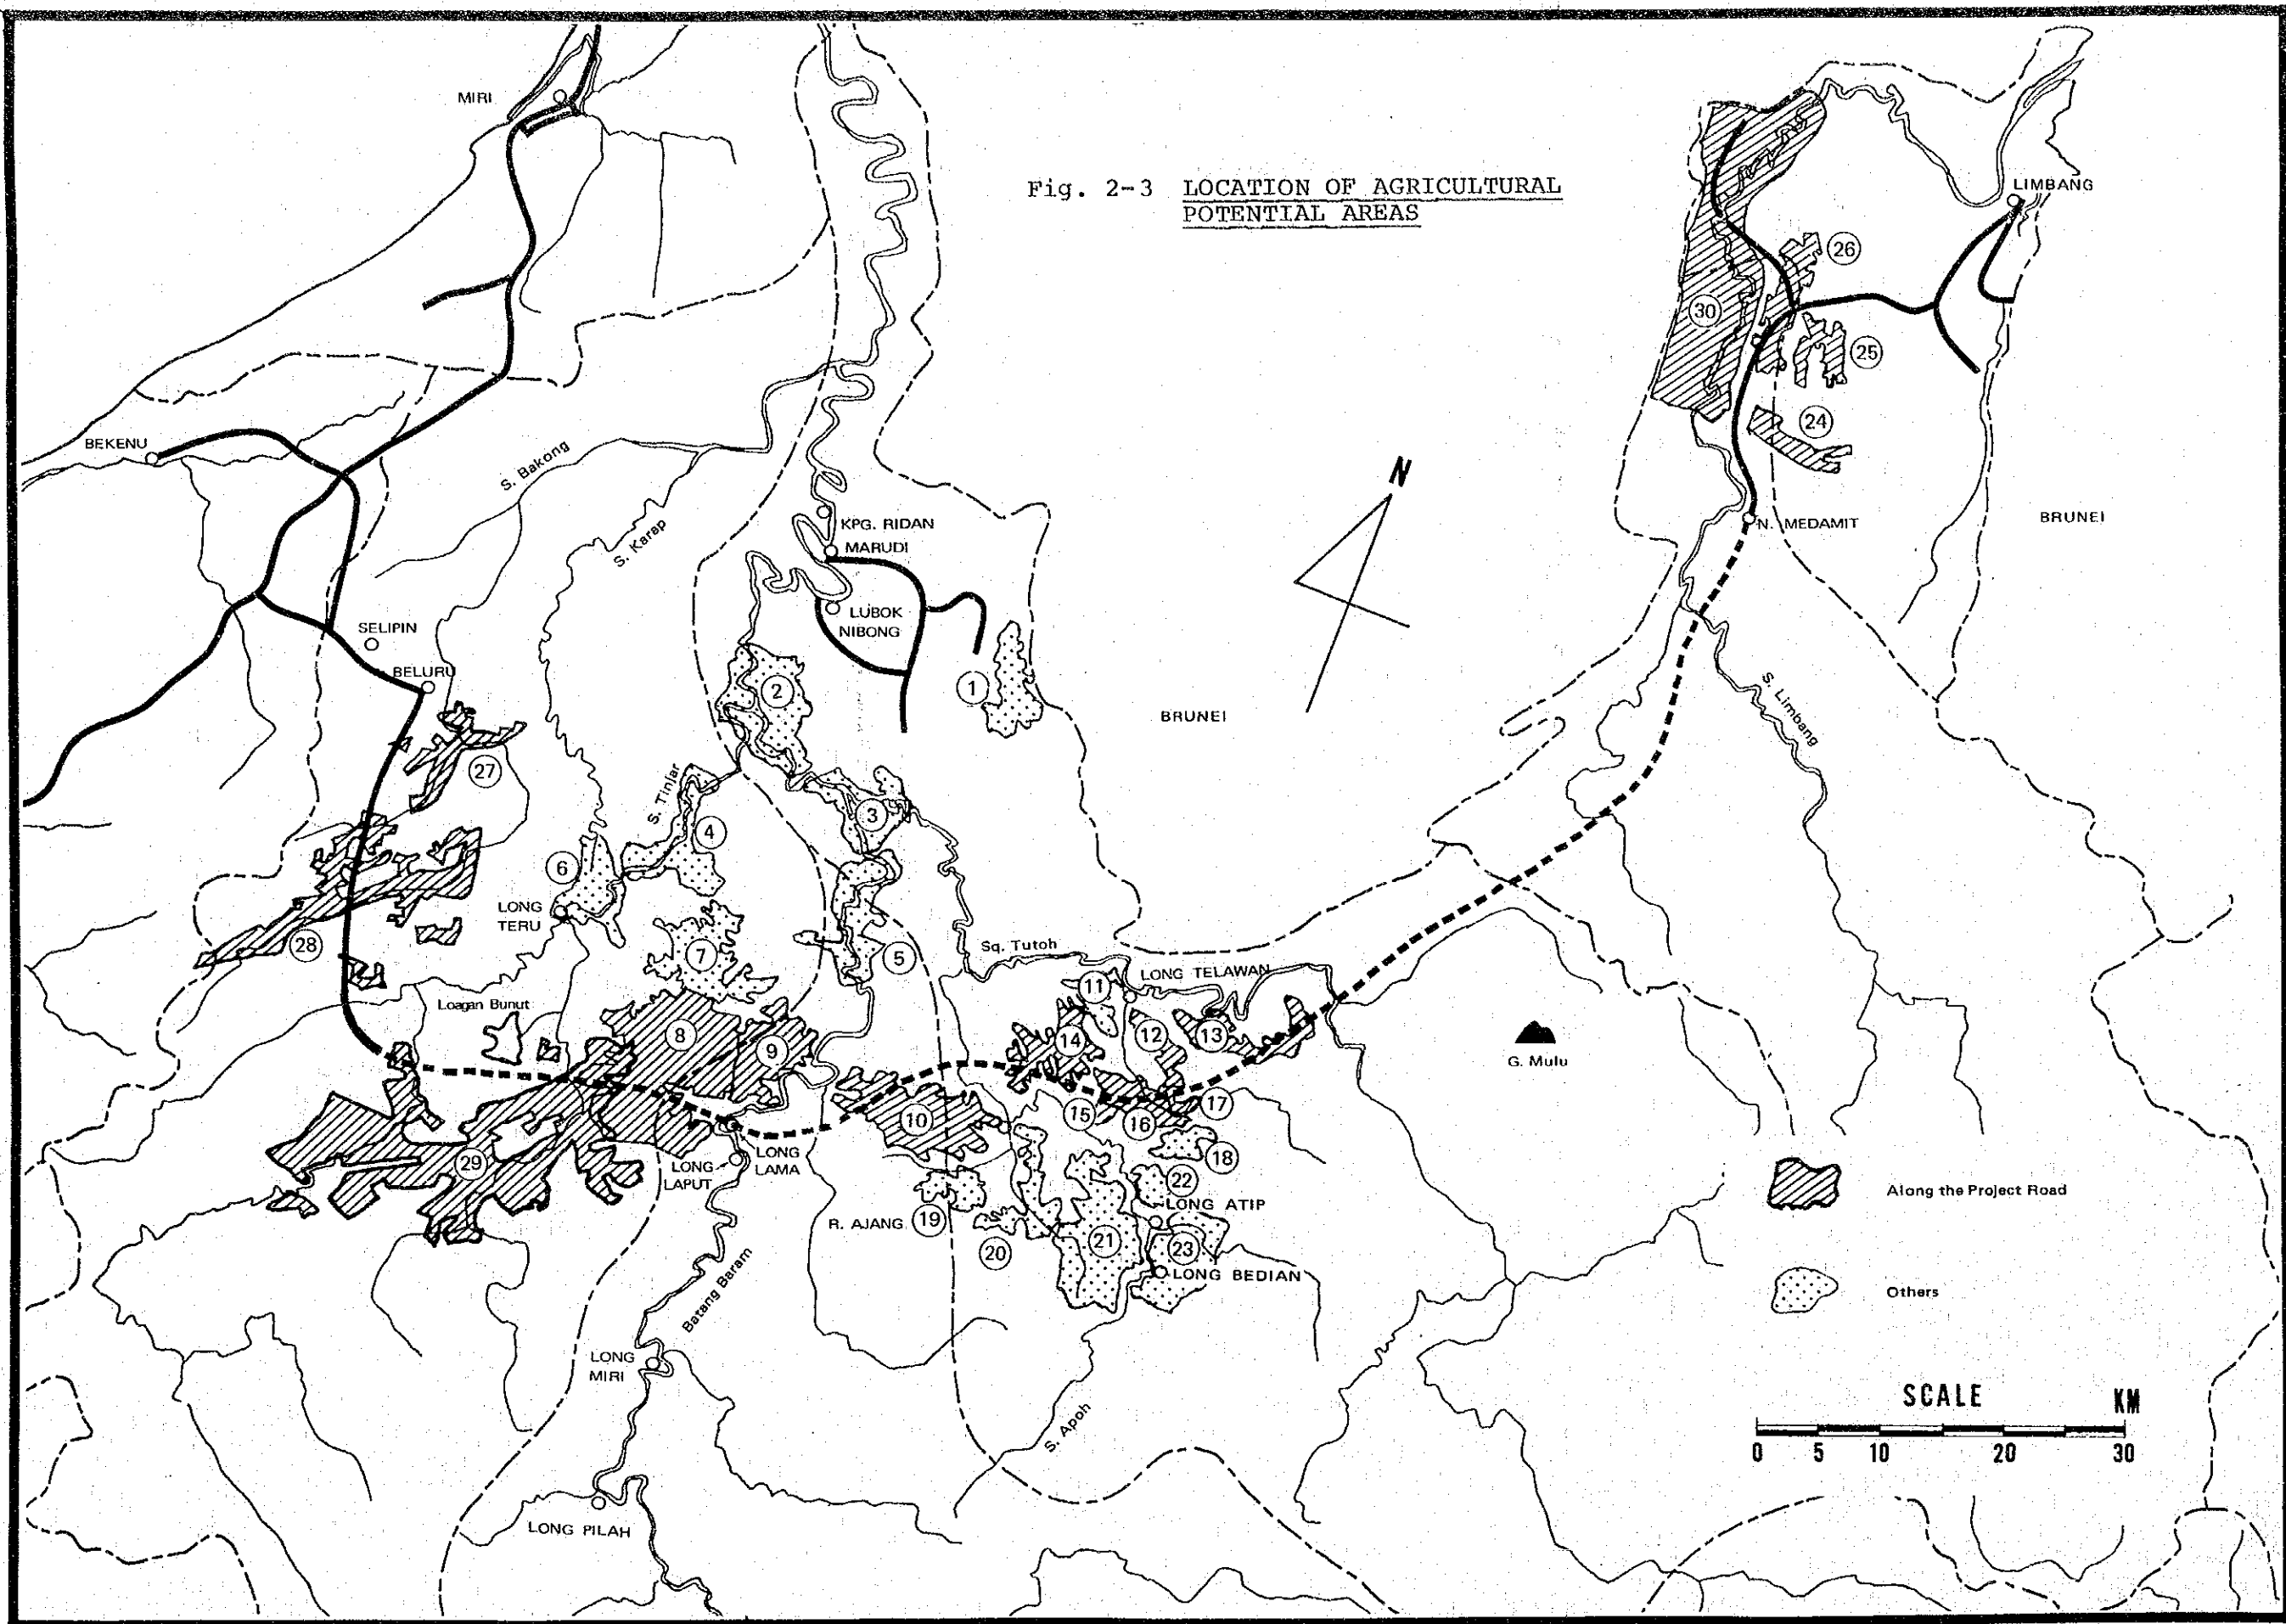 Fig. 2-3 LOCATION OF AGRICULTURAL
POTENTIAL AREAS
MIRI
LIMBANG
26
30
25
24
BEKENU
S. Bakong
N
KPG. RIDAN
MARUDI
S. Karap
N. MEDAMIT
BRUNEI
LUBOK
NIBONG
SELIPIN
BELURU
2
1
BRUNEI
S. Limbang
27
S. Tinjar
3
4
6
LONG
TERU
28
7
5
Sq. Tutoh
LONG TELAWAN
11
Loagan Bunut
8
9
14
12
13
G. Mulu
10
15
16
17
29
LONG
LAPUT
LONG
LAMA
18
22
LONG ATIP
R. AJANG
19
20
21
23
LONG BEDIAN
Along the Project Road
Others
Batang Baram
LONG
MIRI
S. Apoh
LONG PILAH
SCALE KM
0 5 10 20 30